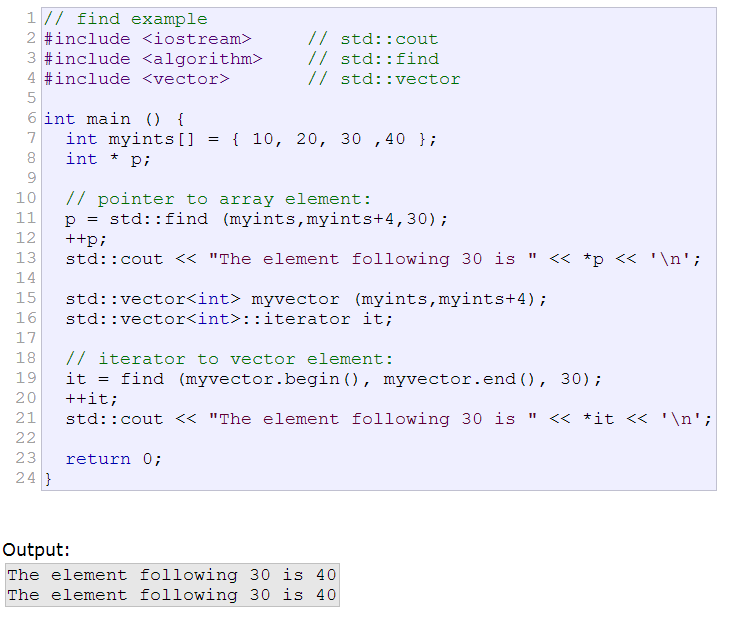 1 // find example
2 #include <iostream>     // std::cout
3 #include <algorithm>    // std::find
4 #include <vector>       // std::vector
5
6 int main () {
7   int myints[] = { 10, 20, 30 ,40 };
8   int * p;
9
10   // pointer to array element:
11   p = std::find (myints,myints+4,30);
12   ++p;
13   std::cout << "The element following 30 is " << *p << '\n';
14
15   std::vector<int> myvector (myints,myints+4);
16   std::vector<int>::iterator it;
17
18   // iterator to vector element:
19   it = find (myvector.begin(), myvector.end(), 30);
20   ++it;
21   std::cout << "The element following 30 is " << *it << '\n';
22
23   return 0;
24 }
Output:
The element following 30 is 40
The element following 30 is 40